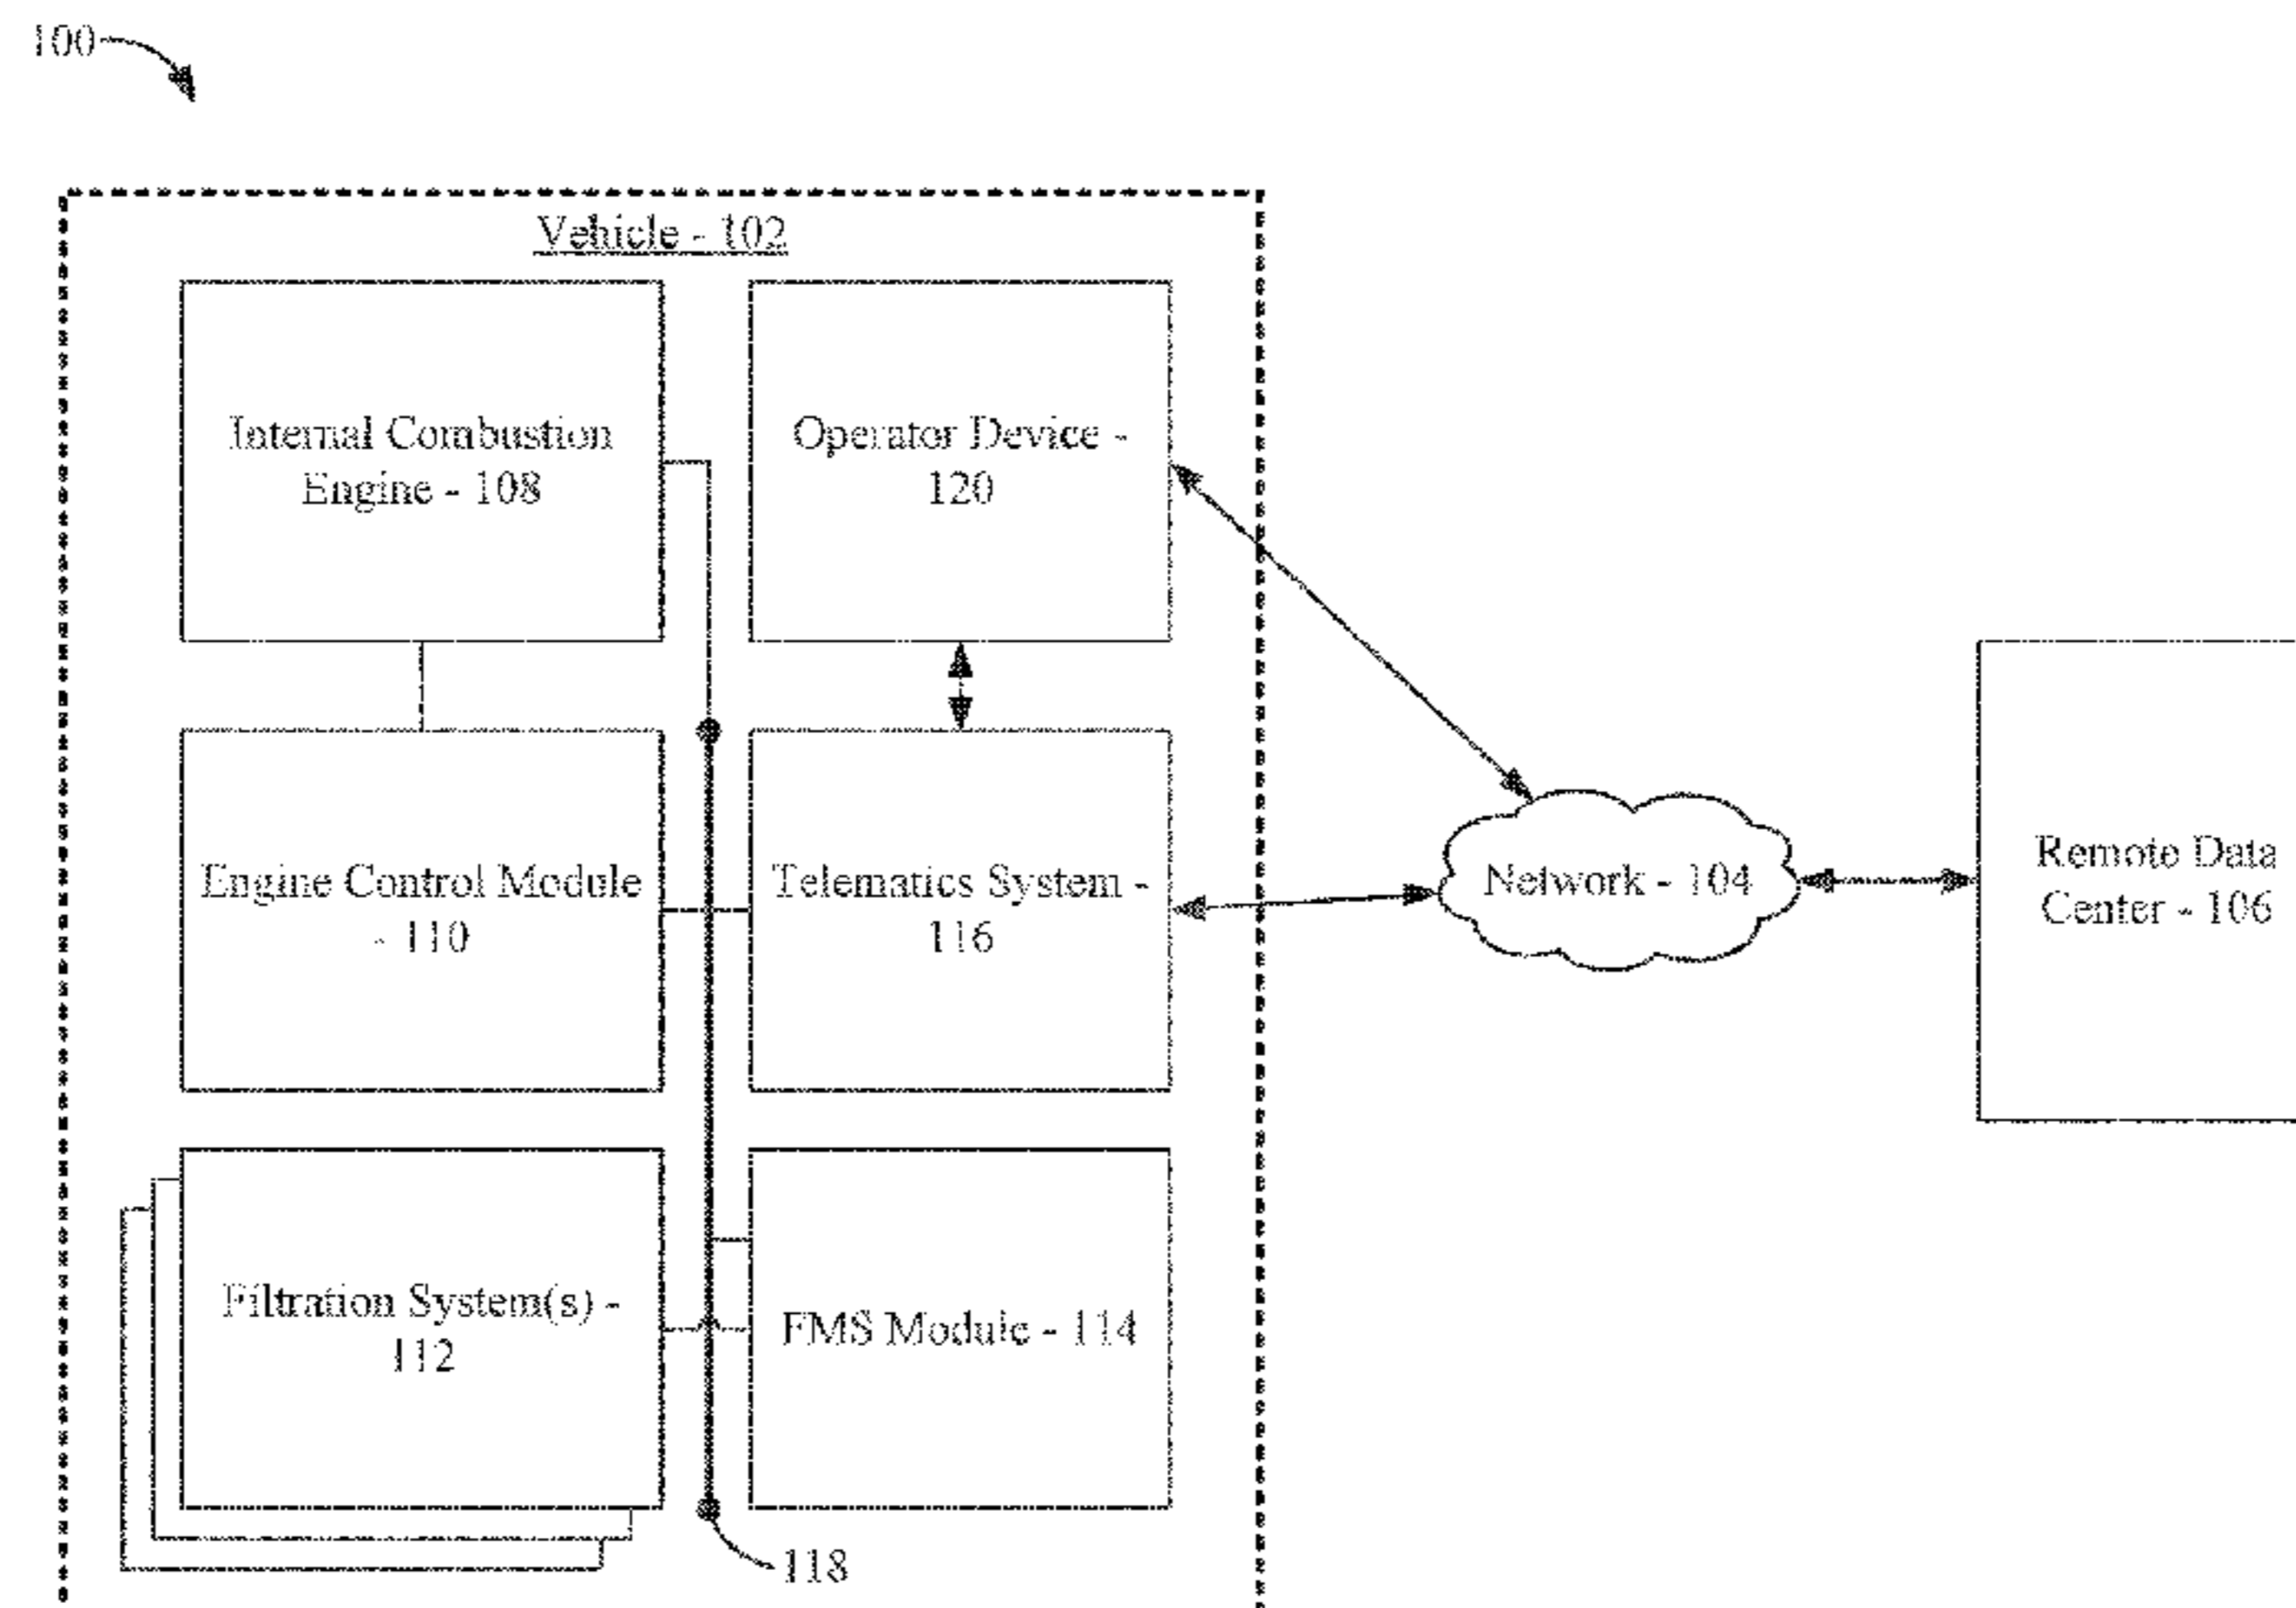 100
Vehicle - 102
Internal Combustion
Engine - 108
Operator Device -
120
Engine Control Module
- 110
Telematics System -
116
Network - 104
Remote Data
Center - 106
Filtration System(s) -
112
FMS Module - 114
118